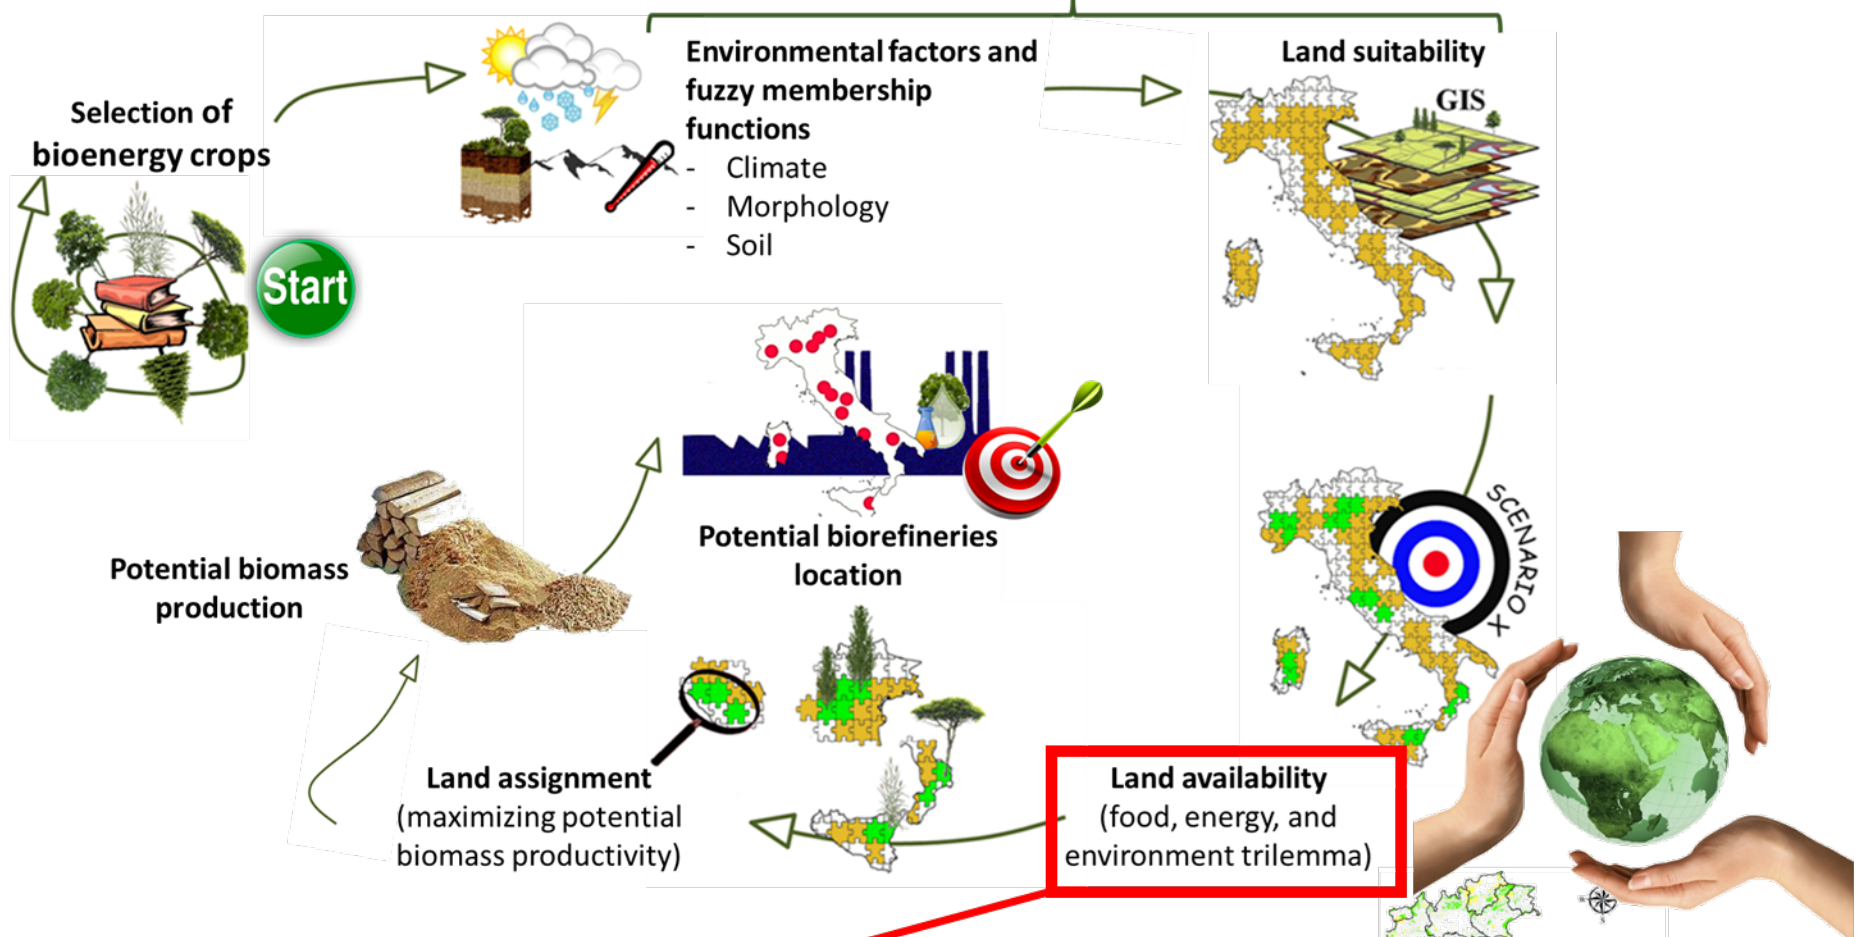 Selection of
bioenergy crops
Start
Environmental factors and
fuzzy membership
functions
- Climate
- Morphology
- Soil
Land suitability
GIS
SCENARIO X
Land availability
(food, energy, and
environment trilemma)
Land assignment
(maximizing potential
biomass productivity)
Potential biomass
production
Potential biorefineries
location